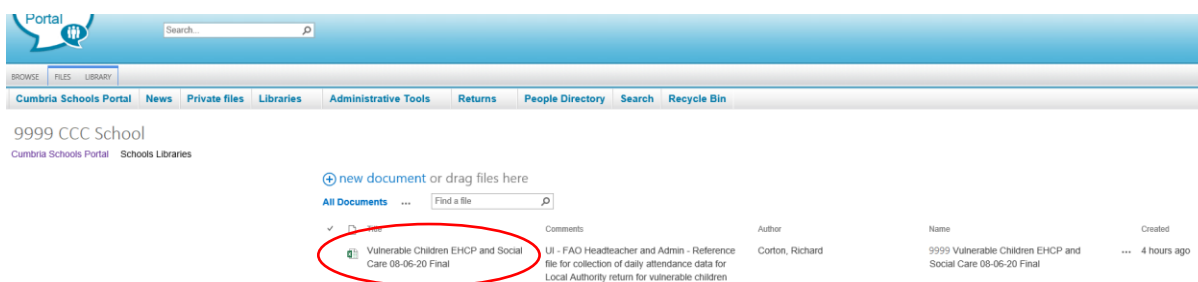 Portal
Search...
BROWSE FILES LIBRARY
Cumbria Schools Portal News Private files Libraries Administrative Tools Returns People Directory Search Recycle Bin
9999 CCC School
Cumbria Schools Portal Schools Libraries
new document or drag files here
All Documents ... Find a file
Title Comments Author Name Created
Vulnerable Children EHCP and Social UI - FAO Headteacher and Admin - Reference Corton, Richard 9999 Vulnerable Children EHCP and ... 4 hours ago
Care 08-06-20 Final file for collection of daily attendance data for Social Care 08-06-20 Final
Local Authority return for vulnerable children